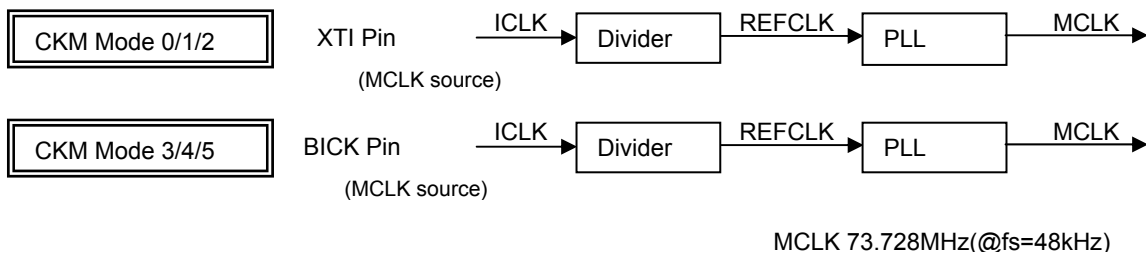 CKM Mode 0/1/2 XTI Pin ICLK Divider REFCLK PLL MCLK
(MCLK source)
CKM Mode 3/4/5 BICK Pin ICLK Divider REFCLK PLL MCLK
(MCLK source)
MCLK 73.728MHz(@fs=48kHz)